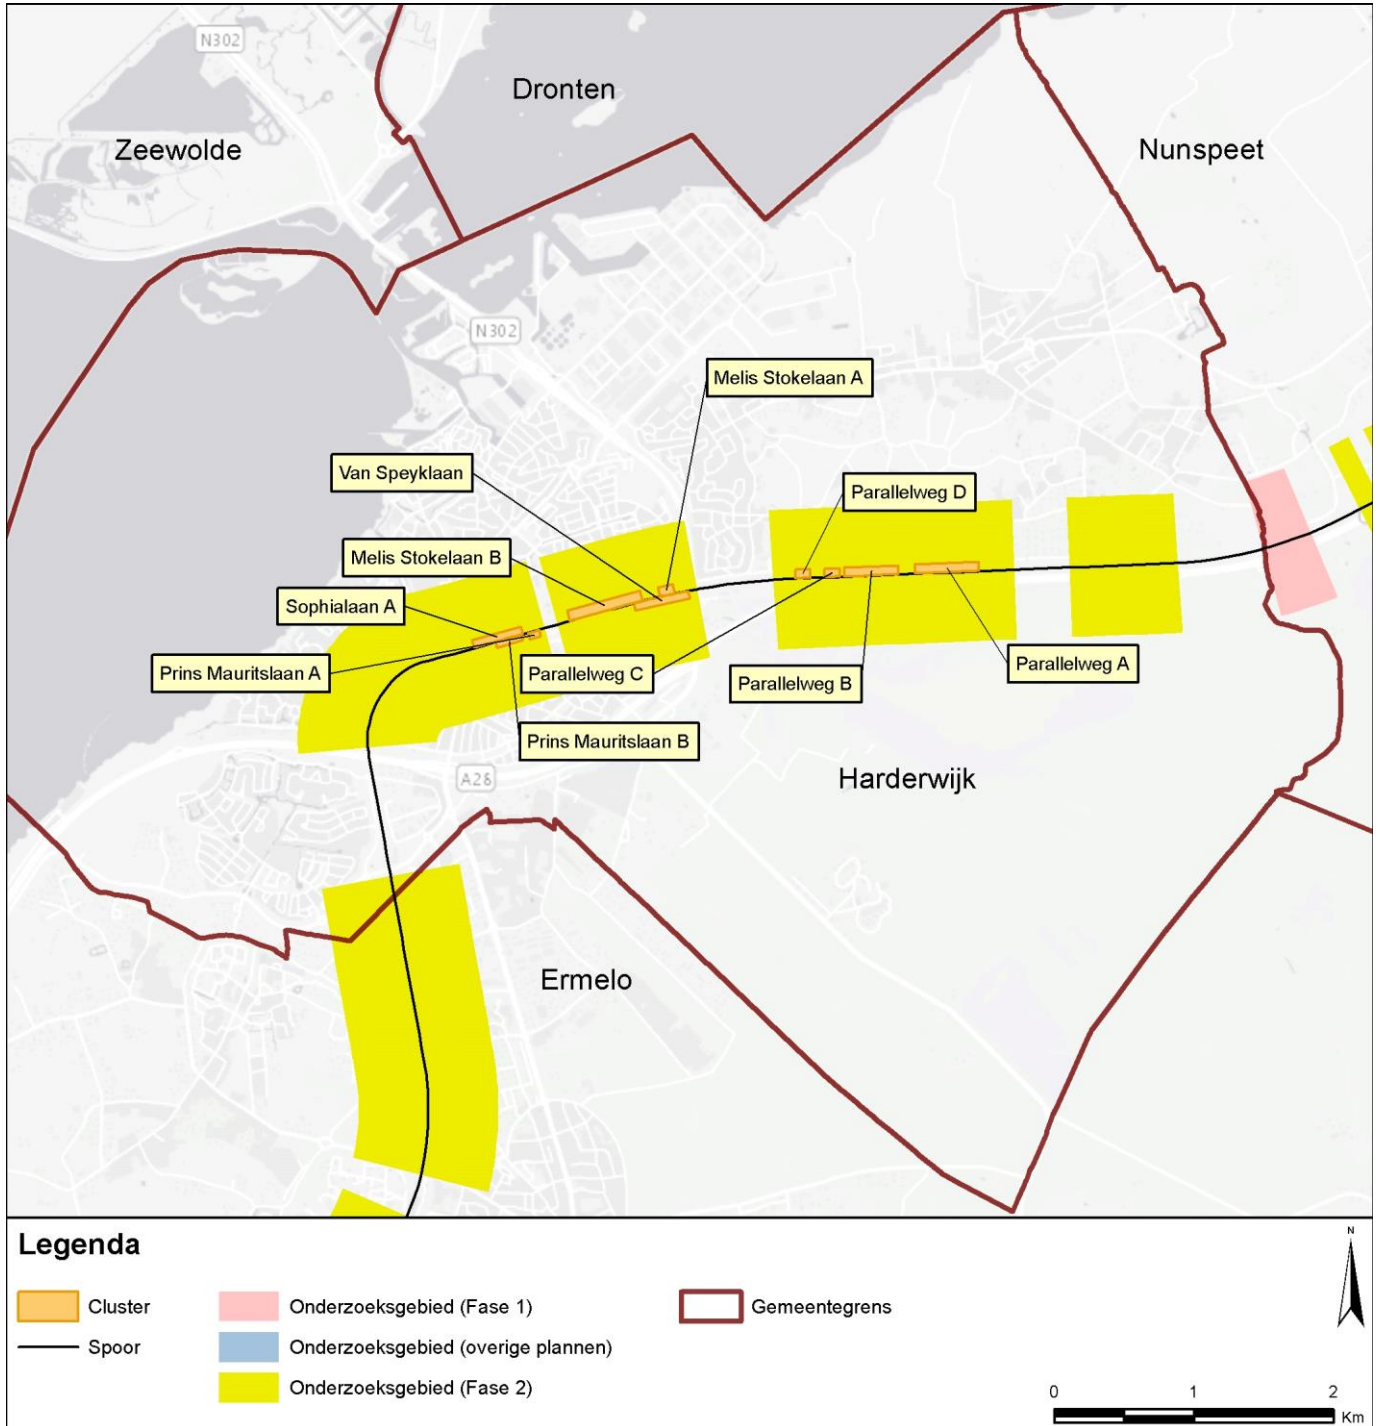 N302
Dronten
Zeewolde
Nunspeet
N302
Melis Stokelaan A
Van Speyklaan
Parallelweg D
Melis Stokelaan B
Sophialaan A
Prins Mauritslaan A
Parallelweg C
Parallelweg B
Parallelweg A
Prins Mauritslaan B
A28
Harderwijk
Ermelo
Legenda
Cluster
Spoor
Onderzoeksgebied (Fase 1)
Onderzoeksgebied (overige plannen)
Onderzoeksgebied (Fase 2)
Gemeentegrens
N
0 1 2
Km